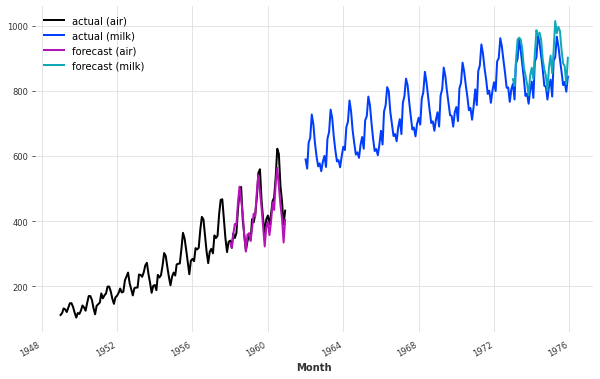 actual (air)
actual (milk)
forecast (air)
forecast (milk)
1000
800
600
400
200
1948
1952
1956
1960
1964
1968
1972
1976
Month